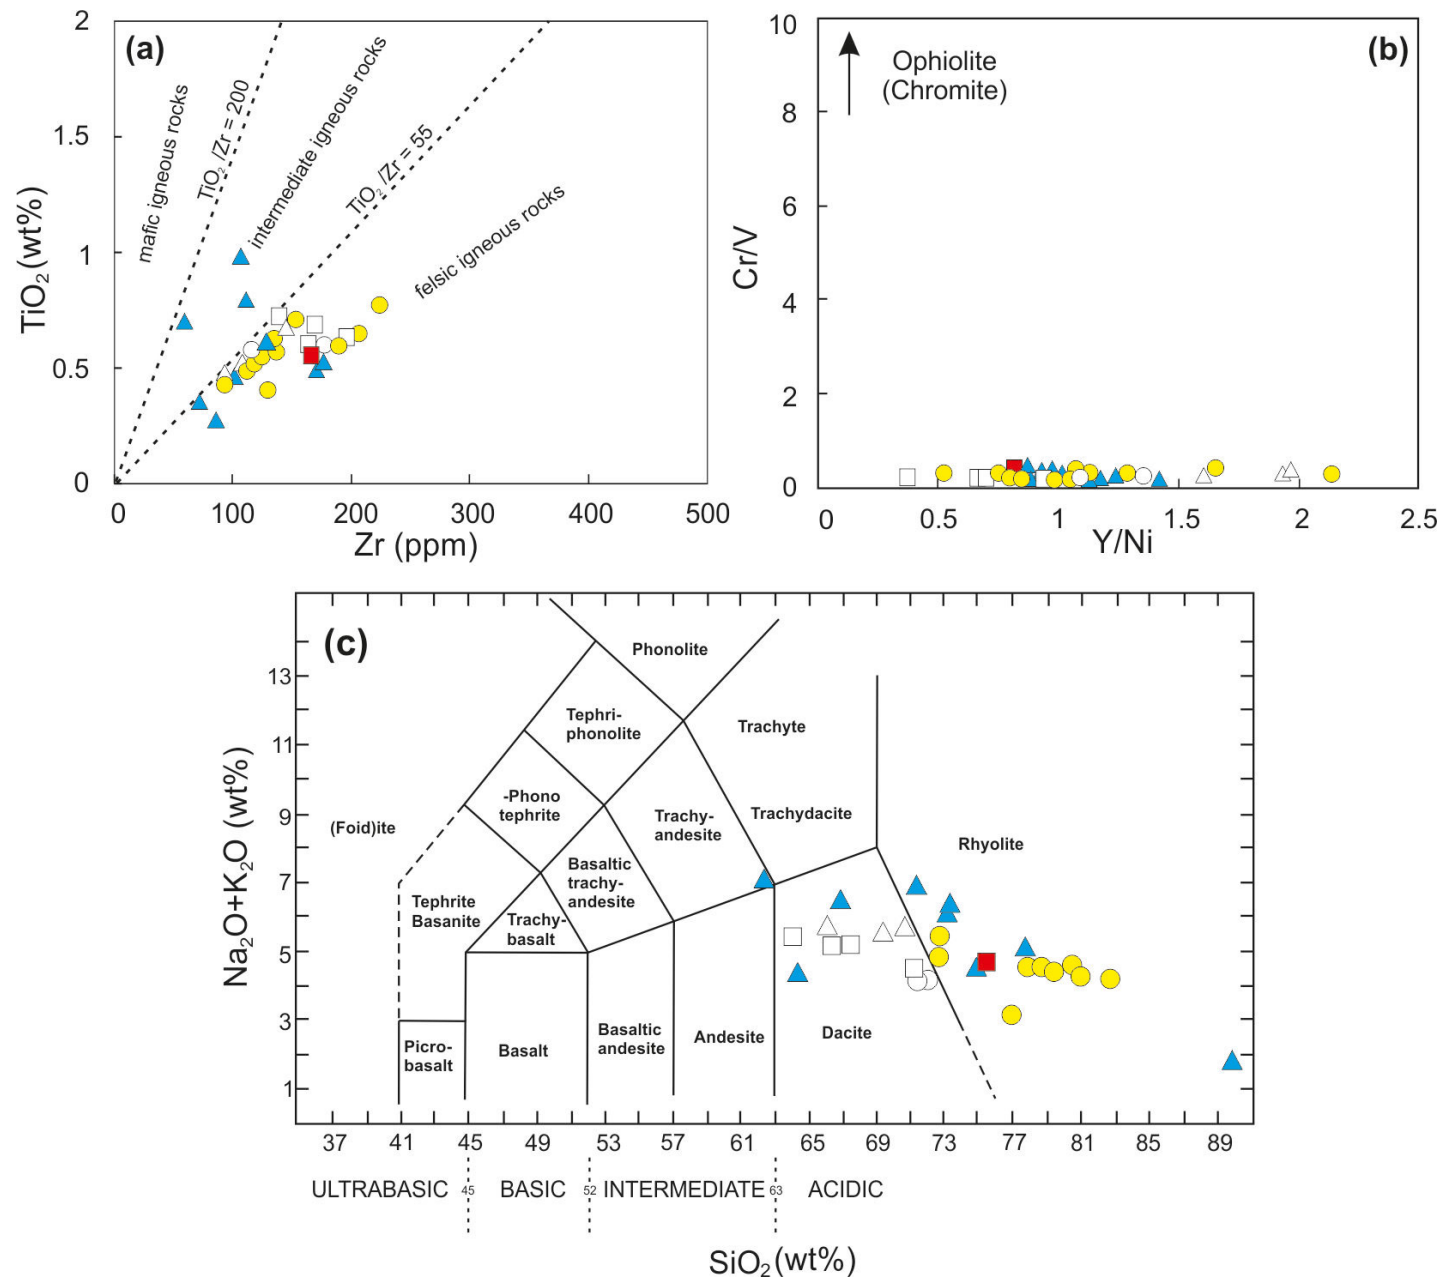 (a)
2
1.5
1
0.5
0
TiO₂ (wt%)
mafic igneous rocks
TiO₂ /Zr = 200
intermediate igneous rocks
TiO₂ /Zr = 55
felsic igneous rocks
0 100 200 300 400 500
Zr (ppm)
(b)
10
8
6
4
2
0
Cr/V
Ophiolite
(Chromite)
0 0.5 1 1.5 2 2.5
Y/Ni
(c)
13
11
9
7
5
3
1
Na₂O+K₂O (wt%)
Phonolite
Tephri-
phonolite
Trachyte
-Phono
tephrite
Trachy-
andesite
Trachydacite
(Foid)ite
Rhyolite
Basaltic
trachy-
andesite
Tephrite
Basanite
Trachy-
basalt
Picro-
basalt
Basalt
Basaltic
andesite
Andesite
Dacite
37 41 45 49 53 57 61 65 69 73 77 81 85 89
ULTRABASIC 45 BASIC 52 INTERMEDIATE 63 ACIDIC
SiO₂ (wt%)